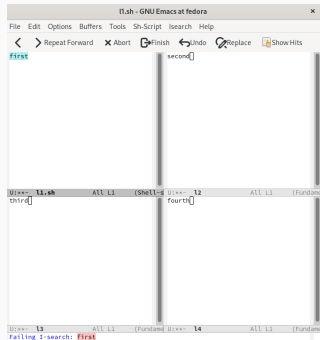 l1.sh - GNU Emacs at fedora
File Edit Options Buffers Tools Sh-Script Isearch Help
Repeat Forward Abort Finish Undo Replace Show Hits
first
second
U:**- l1.sh All L1 (Shell-s
U:**- l2 All L1 (Fundame
third
fourth
U:**- l3 All L1 (Fundame
U:**- l4 All L1 (Fundame
Failing I-search: first